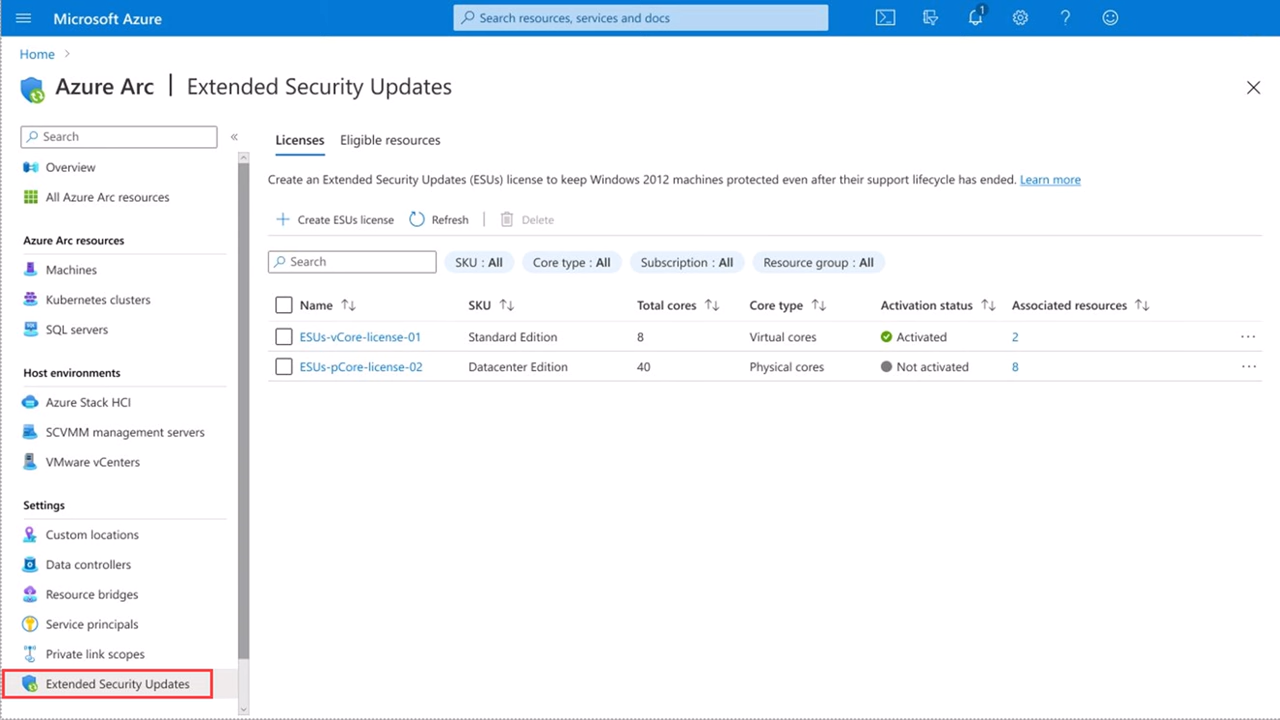 Microsoft Azure
Search resources, services and docs
1
Home
Azure Arc | Extended Security Updates
Search
«
Overview
All Azure Arc resources
Azure Arc resources
Machines
Kubernetes clusters
SQL servers
Host environments
Azure Stack HCI
SCVMM management servers
VMware vCenters
Settings
Custom locations
Data controllers
Resource bridges
Service principals
Private link scopes
Extended Security Updates
Licenses Eligible resources
Create an Extended Security Updates (ESUs) license to keep Windows 2012 machines protected even after their support lifecycle has ended. Learn more
Create ESUs license Refresh | Delete
Search SKU : All Core type : All Subscription : All Resource group : All
Name SKU Total cores Core type Activation status Associated resources
ESUs-vCore-license-01 Standard Edition 8 Virtual cores Activated 2 ...
ESUs-pCore-license-02 Datacenter Edition 40 Physical cores Not activated 8 ...